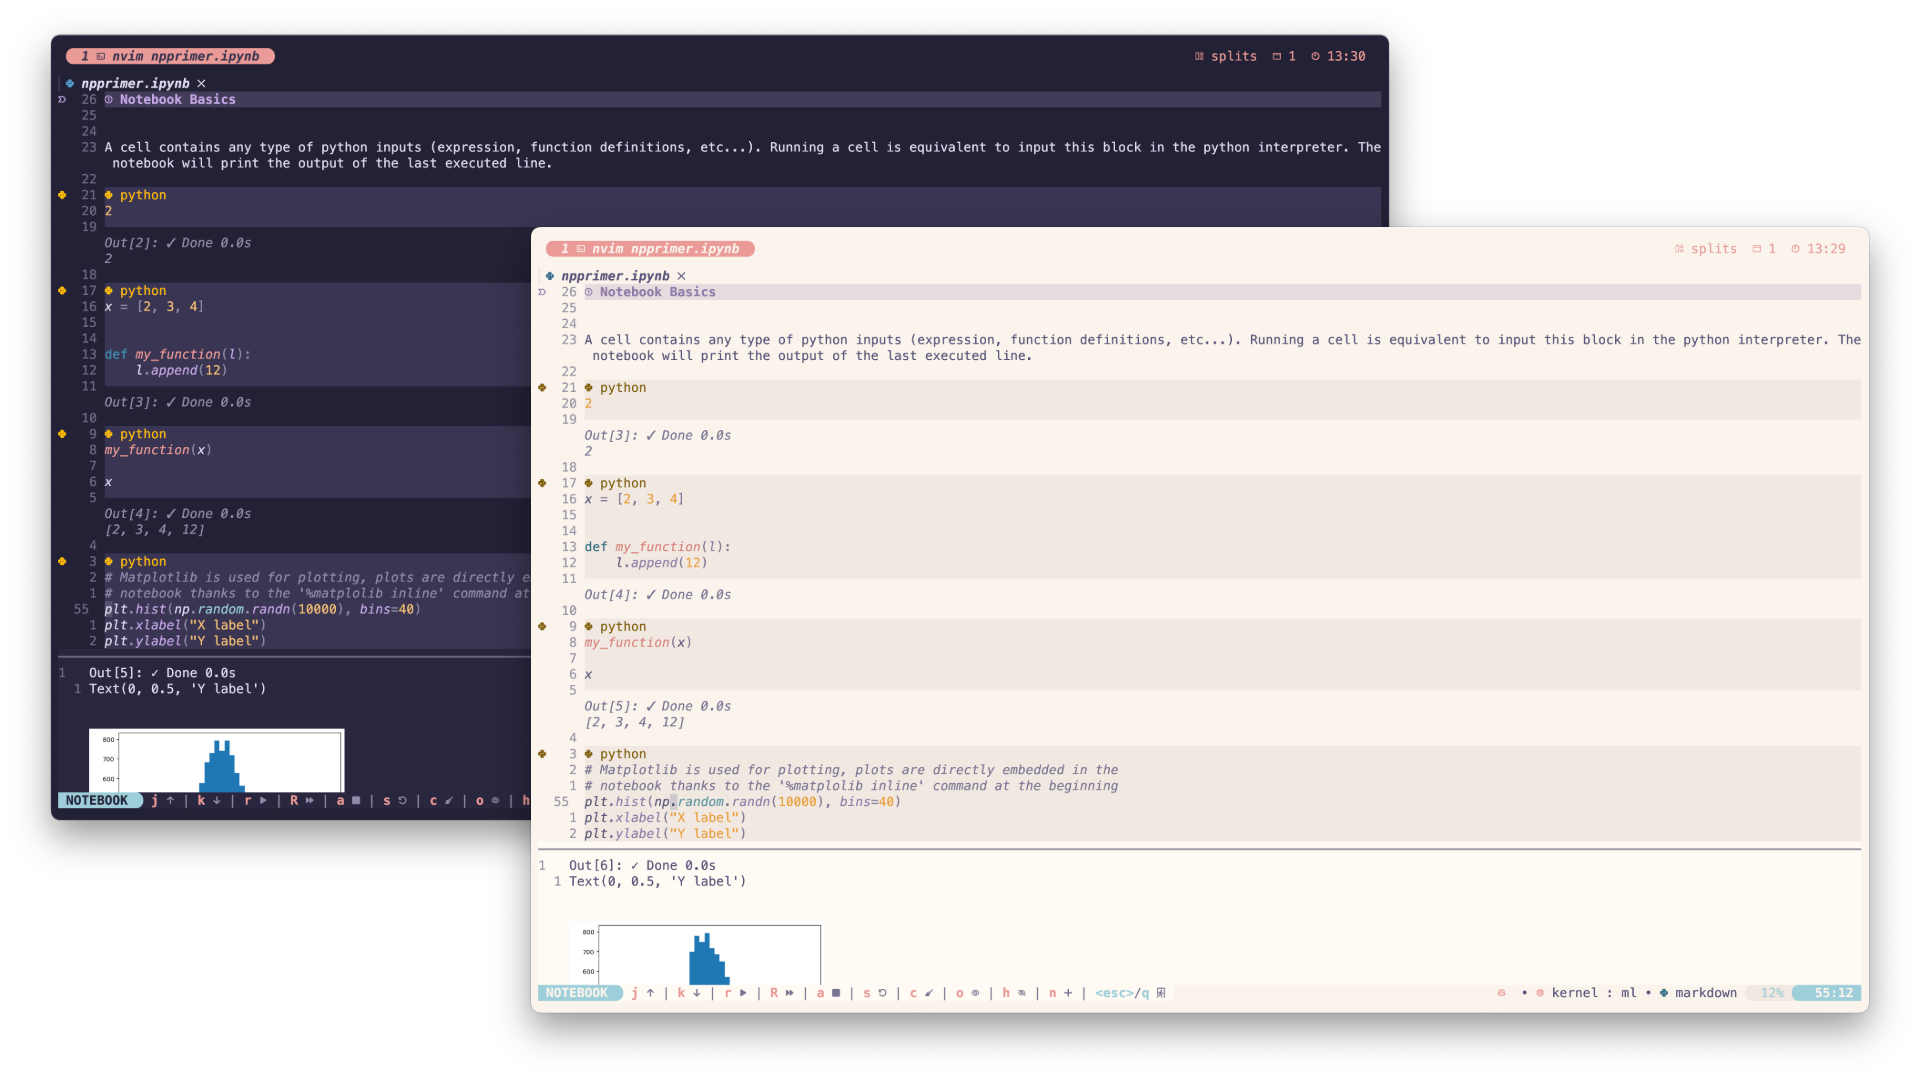 1 nvim npprimer.ipynb splits 1 13:30
npprimer.ipynb ×
26 Notebook Basics
25
24
23 A cell contains any type of python inputs (expression, function definitions, etc...). Running a cell is equivalent to input this block in the python interpreter. The
notebook will print the output of the last executed line.
22
21 python
20 2
19
Out[2]: ✓ Done 0.0s
2
18
17 python
16 x = [2, 3, 4]
15
14
13 def my_function(l):
12 l.append(12)
11
Out[3]: ✓ Done 0.0s
10
9 python
8 my_function(x)
7
6 x
5
Out[4]: ✓ Done 0.0s
[2, 3, 4, 12]
4
3 python
2 # Matplotlib is used for plotting, plots are directly e
1 # notebook thanks to the '%matplolib inline' command at
55 plt.hist(np.random.randn(10000), bins=40)
1 plt.xlabel("X label")
2 plt.ylabel("Y label")
1 Out[5]: ✓ Done 0.0s
1 Text(0, 0.5, 'Y label')
800
700
600
NOTEBOOK j ↑ | k ↓ | r | R | a | s | c | o | h
1 nvim npprimer.ipynb splits 1 13:29
npprimer.ipynb ×
26 Notebook Basics
25
24
23 A cell contains any type of python inputs (expression, function definitions, etc...). Running a cell is equivalent to input this block in the python interpreter. The
notebook will print the output of the last executed line.
22
21 python
20 2
19
Out[3]: ✓ Done 0.0s
2
18
17 python
16 x = [2, 3, 4]
15
14
13 def my_function(l):
12 l.append(12)
11
Out[4]: ✓ Done 0.0s
10
9 python
8 my_function(x)
7
6 x
5
Out[5]: ✓ Done 0.0s
[2, 3, 4, 12]
4
3 python
2 # Matplotlib is used for plotting, plots are directly embedded in the
1 # notebook thanks to the '%matplolib inline' command at the beginning
55 plt.hist(np.random.randn(10000), bins=40)
1 plt.xlabel("X label")
2 plt.ylabel("Y label")
1 Out[6]: ✓ Done 0.0s
1 Text(0, 0.5, 'Y label')
800
700
600
NOTEBOOK j ↑ | k ↓ | r | R | a | s | c | o | h | n + | <esc>/q • kernel : ml • markdown 12% 55:12